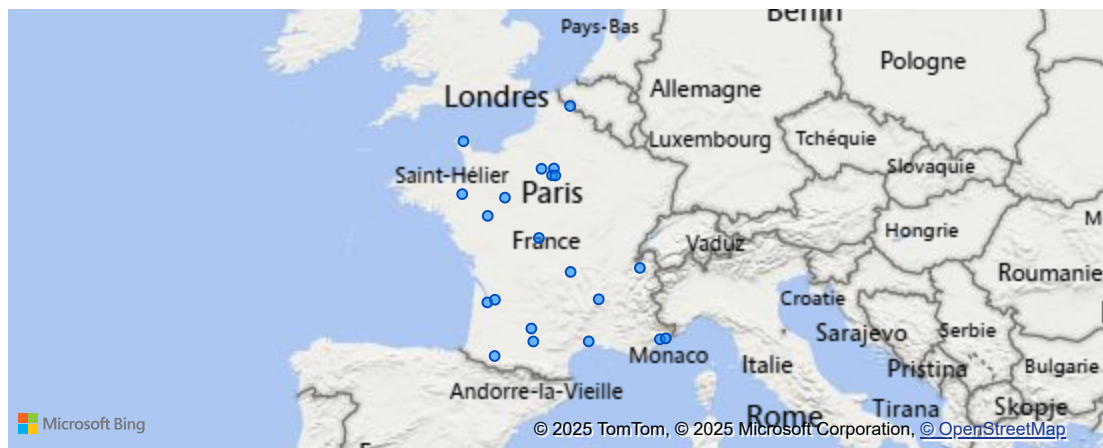 Berlin
Pays-Bas
Pologne
Londres
Allemagne
Luxembourg
Tchéquie
Slovaquie
Saint-Hélier
Paris
France
Vaduz
Hongrie
Roumanie
Croatie
Sarajevo
Serbie
Monaco
Italie
Pristina
Bulgarie
Andorre-la-Vieille
Rome
Tirana
Skopje
Microsoft Bing
© 2025 TomTom, © 2025 Microsoft Corporation, © OpenStreetMap